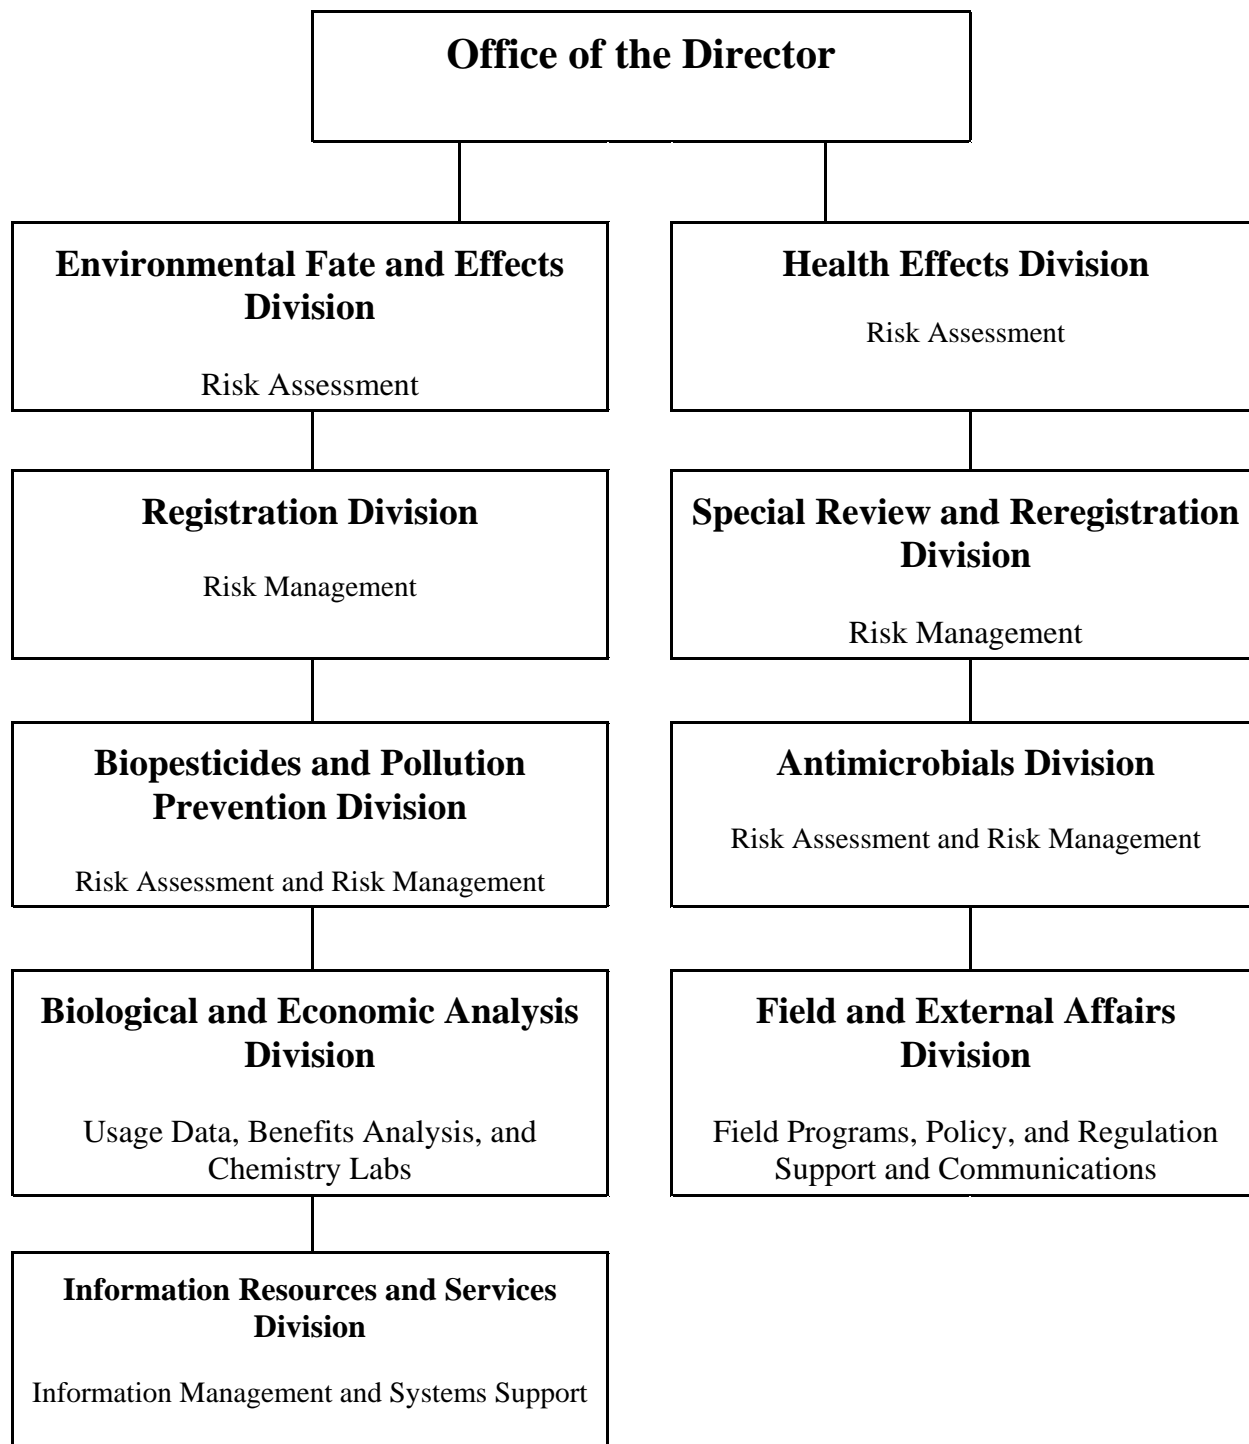 Office of the Director
Environmental Fate and Effects
Division
Risk Assessment
Health Effects Division
Risk Assessment
Registration Division
Risk Management
Special Review and Reregistration
Division
Risk Management
Biopesticides and Pollution
Prevention Division
Risk Assessment and Risk Management
Antimicrobials Division
Risk Assessment and Risk Management
Biological and Economic Analysis
Division
Usage Data, Benefits Analysis, and
Chemistry Labs
Field and External Affairs
Division
Field Programs, Policy, and Regulation
Support and Communications
Information Resources and Services
Division
Information Management and Systems Support